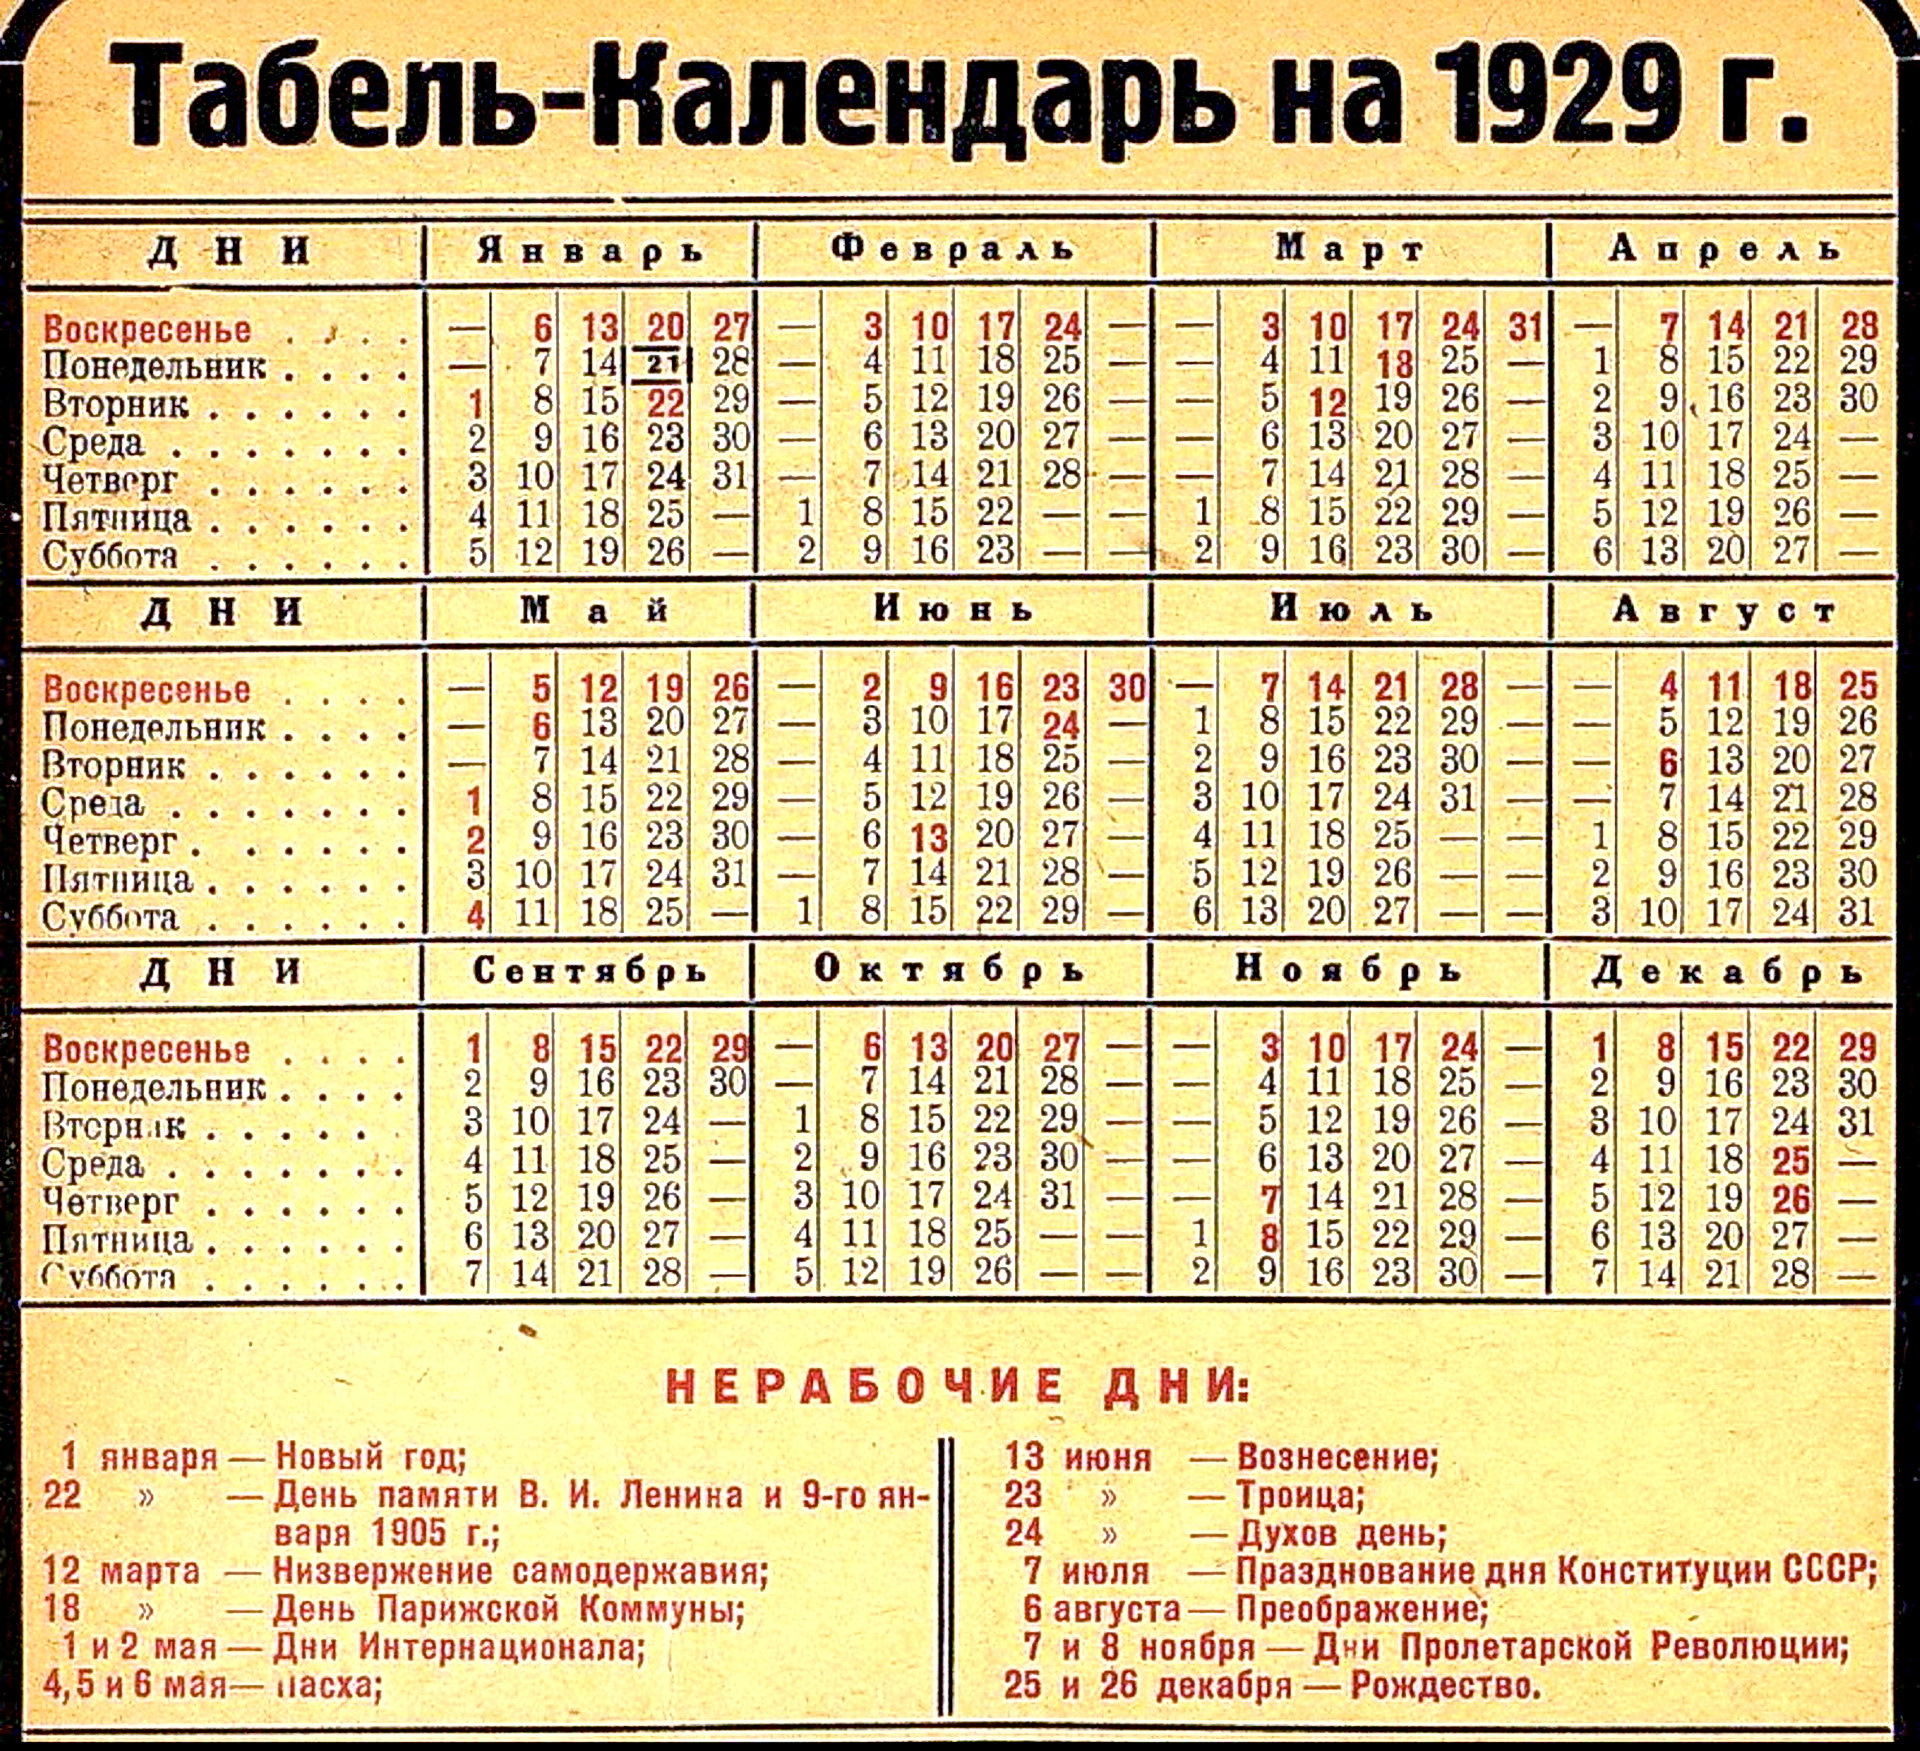 Табель-Календарь на 1929 г.
ДНИ Январь Февраль Март Апрель
Воскресенье . . . . — 6 13 20 27 — 3 10 17 24 — — 3 10 17 24 31 — 7 14 21 28
Понедельник . . . . — 7 14 21 28 — 4 11 18 25 — — 4 11 18 25 — 1 8 15 22 29
Вторник . . . . . . 1 8 15 22 29 — 5 12 19 26 — — 5 12 19 26 — 2 9 16 23 30
Среда . . . . . . . 2 9 16 23 30 — 6 13 20 27 — — 6 13 20 27 — 3 10 17 24 —
Четверг . . . . . . 3 10 17 24 31 — 7 14 21 28 — — 7 14 21 28 — 4 11 18 25 —
Пятница . . . . . . 4 11 18 25 — 1 8 15 22 — — 1 8 15 22 29 — 5 12 19 26 —
Суббота . . . . . . 5 12 19 26 — 2 9 16 23 — — 2 9 16 23 30 — 6 13 20 27 —
ДНИ Май Июнь Июль Август
Воскресенье . . . . — 5 12 19 26 — 2 9 16 23 30 — 7 14 21 28 — — 4 11 18 25
Понедельник . . . . — 6 13 20 27 — 3 10 17 24 — 1 8 15 22 29 — — 5 12 19 26
Вторник . . . . . . — 7 14 21 28 — 4 11 18 25 — 2 9 16 23 30 — — 6 13 20 27
Среда . . . . . . . 1 8 15 22 29 — 5 12 19 26 — 3 10 17 24 31 — — 7 14 21 28
Четверг . . . . . . 2 9 16 23 30 — 6 13 20 27 — 4 11 18 25 — — 1 8 15 22 29
Пятница . . . . . . 3 10 17 24 31 — 7 14 21 28 — 5 12 19 26 — — 2 9 16 23 30
Суббота . . . . . . 4 11 18 25 — 1 8 15 22 29 — 6 13 20 27 — — 3 10 17 24 31
ДНИ Сентябрь Октябрь Ноябрь Декабрь
Воскресенье . . . . 1 8 15 22 29 — 6 13 20 27 — — 3 10 17 24 — 1 8 15 22 29
Понедельник . . . . 2 9 16 23 30 — 7 14 21 28 — — 4 11 18 25 — 2 9 16 23 30
Вторник . . . . . . 3 10 17 24 — 1 8 15 22 29 — — 5 12 19 26 — 3 10 17 24 31
Среда . . . . . . . 4 11 18 25 — 2 9 16 23 30 — — 6 13 20 27 — 4 11 18 25 —
Четверг . . . . . . 5 12 19 26 — 3 10 17 24 31 — — 7 14 21 28 — 5 12 19 26 —
Пятница . . . . . . 6 13 20 27 — 4 11 18 25 — — 1 8 15 22 29 — 6 13 20 27 —
Суббота . . . . . . 7 14 21 28 — 5 12 19 26 — — 2 9 16 23 30 — 7 14 21 28 —
НЕРАБОЧИЕ ДНИ:
1 января — Новый год;
22 » — День памяти В. И. Ленина и 9-го ян-
варя 1905 г.;
12 марта — Низвержение самодержавия;
18 » — День Парижской Коммуны;
1 и 2 мая — Дни Интернационала;
4, 5 и 6 мая — Пасха;
13 июня — Вознесение;
23 » — Троица;
24 » — Духов день;
7 июля — Празднование дня Конституции СССР;
6 августа — Преображение;
7 и 8 ноября — Дни Пролетарской Революции;
25 и 26 декабря — Рождество.